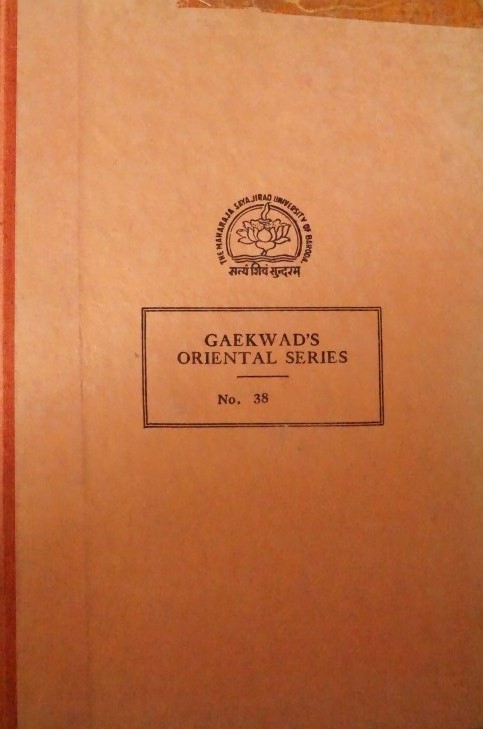 THE MAHARAJA SAYAJIRAO UNIVERSITY OF BARODA.
सत्यं शिवं सुन्दरम्
GAEKWAD'S
ORIENTAL SERIES
No. 38